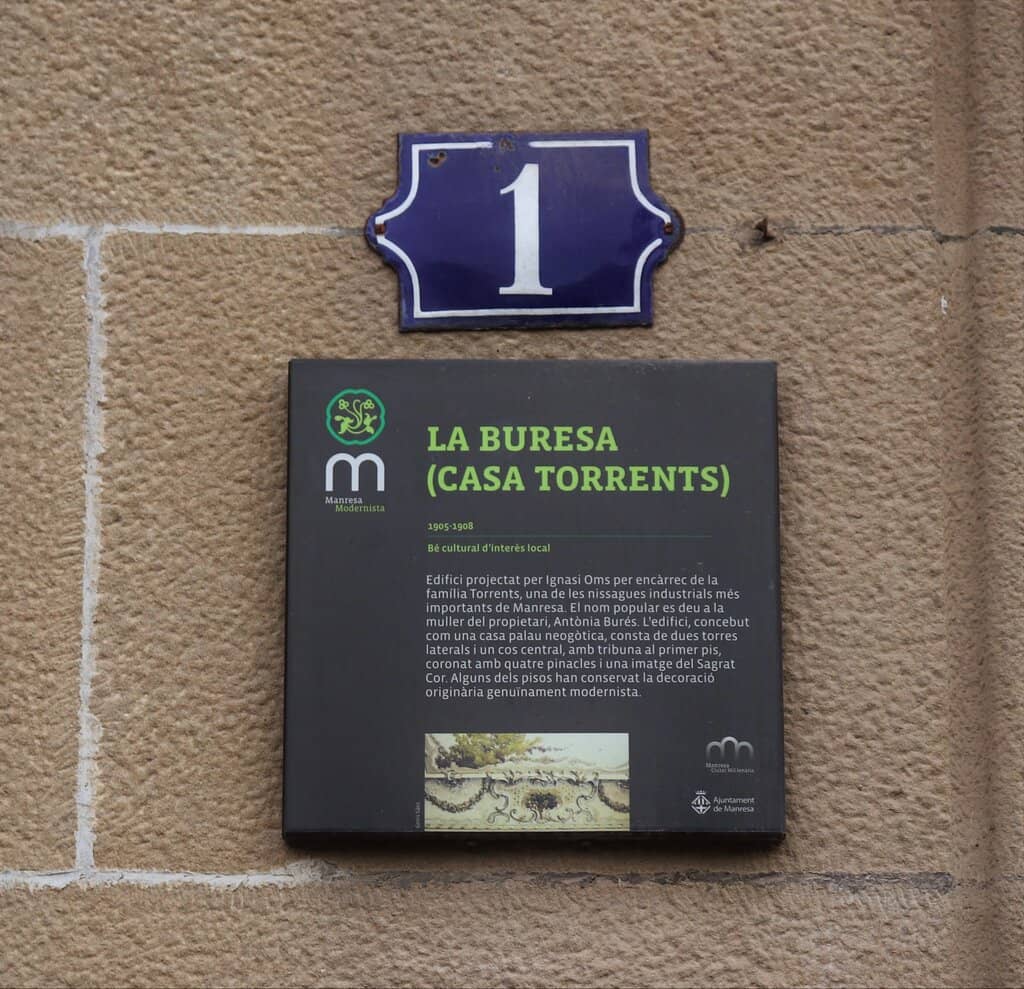 1
LA BURESA
(CASA TORRENTS)
Manresa
Modernista
1905-1908
Bé cultural d'interès local
Edifici projectat per Ignasi Oms per encàrrec de la
família Torrents, una de les nissagues industrials més
importants de Manresa. El nom popular es deu a la
muller del propietari, Antònia Burés. L'edifici, concebut
com una casa palau neogòtica, consta de dues torres
laterals i un cos central, amb tribuna al primer pis,
coronat amb quatre pinacles i una imatge del Sagrat
Cor. Alguns dels pisos han conservat la decoració
originària genuïnament modernista.
Manresa
Ciutat Mil·lenària
Ajuntament
de Manresa